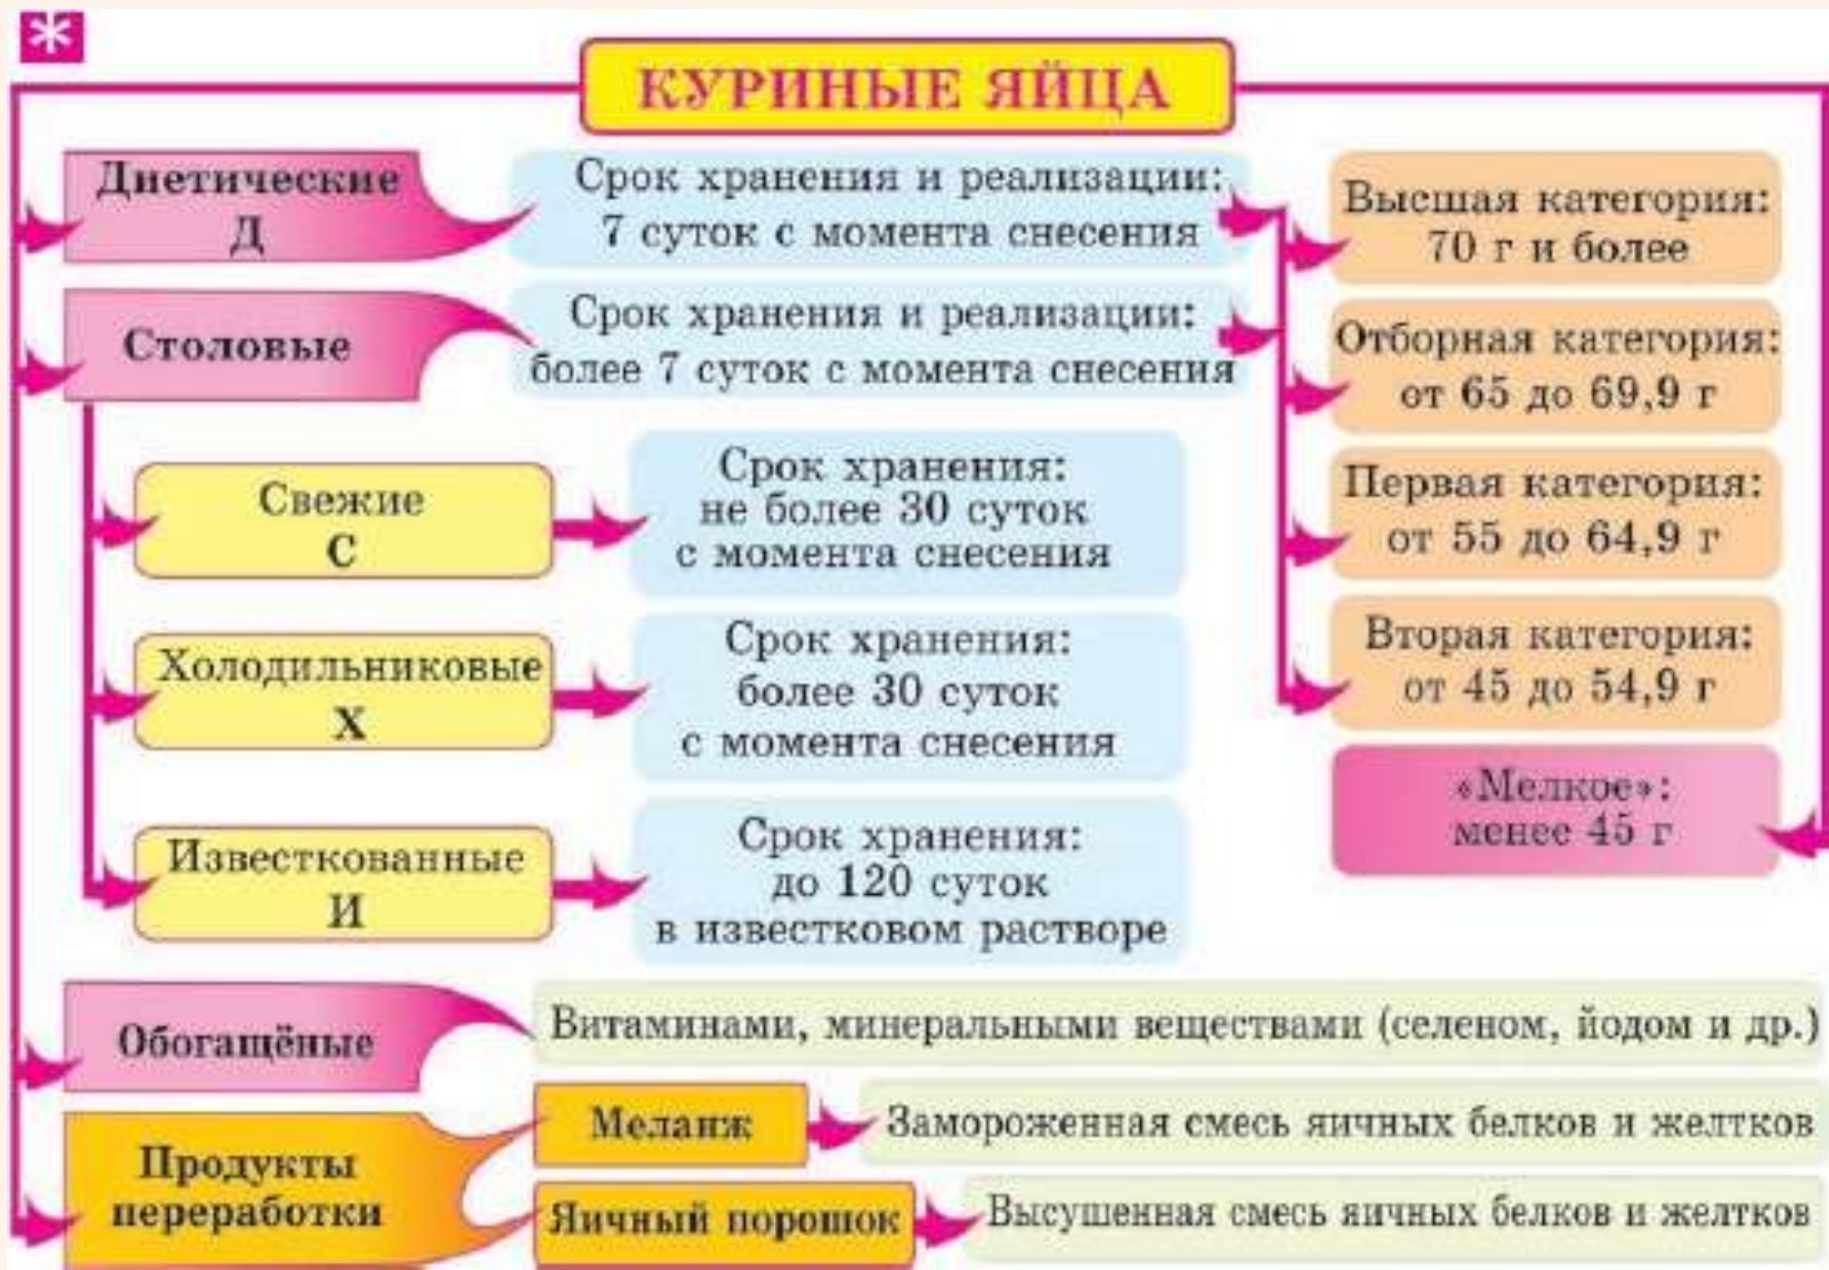 *
КУРИНЫЕ ЯЙЦА
Диетические
Д
Срок хранения и реализации:
7 суток с момента снесения
Столовые
Срок хранения и реализации:
более 7 суток с момента снесения
Свежие
С
Срок хранения:
не более 30 суток
с момента снесения
Холодильниковые
Х
Срок хранения:
более 30 суток
с момента снесения
Известкованные
И
Срок хранения:
до 120 суток
в известковом растворе
Высшая категория:
70 г и более
Отборная категория:
от 65 до 69,9 г
Первая категория:
от 55 до 64,9 г
Вторая категория:
от 45 до 54,9 г
«Мелкое»:
менее 45 г
Обогащёные
Витаминами, минеральными веществами (селеном, йодом и др.)
Продукты
переработки
Меланж
Замороженная смесь яичных белков и желтков
Яичный порошок
Высушенная смесь яичных белков и желтков